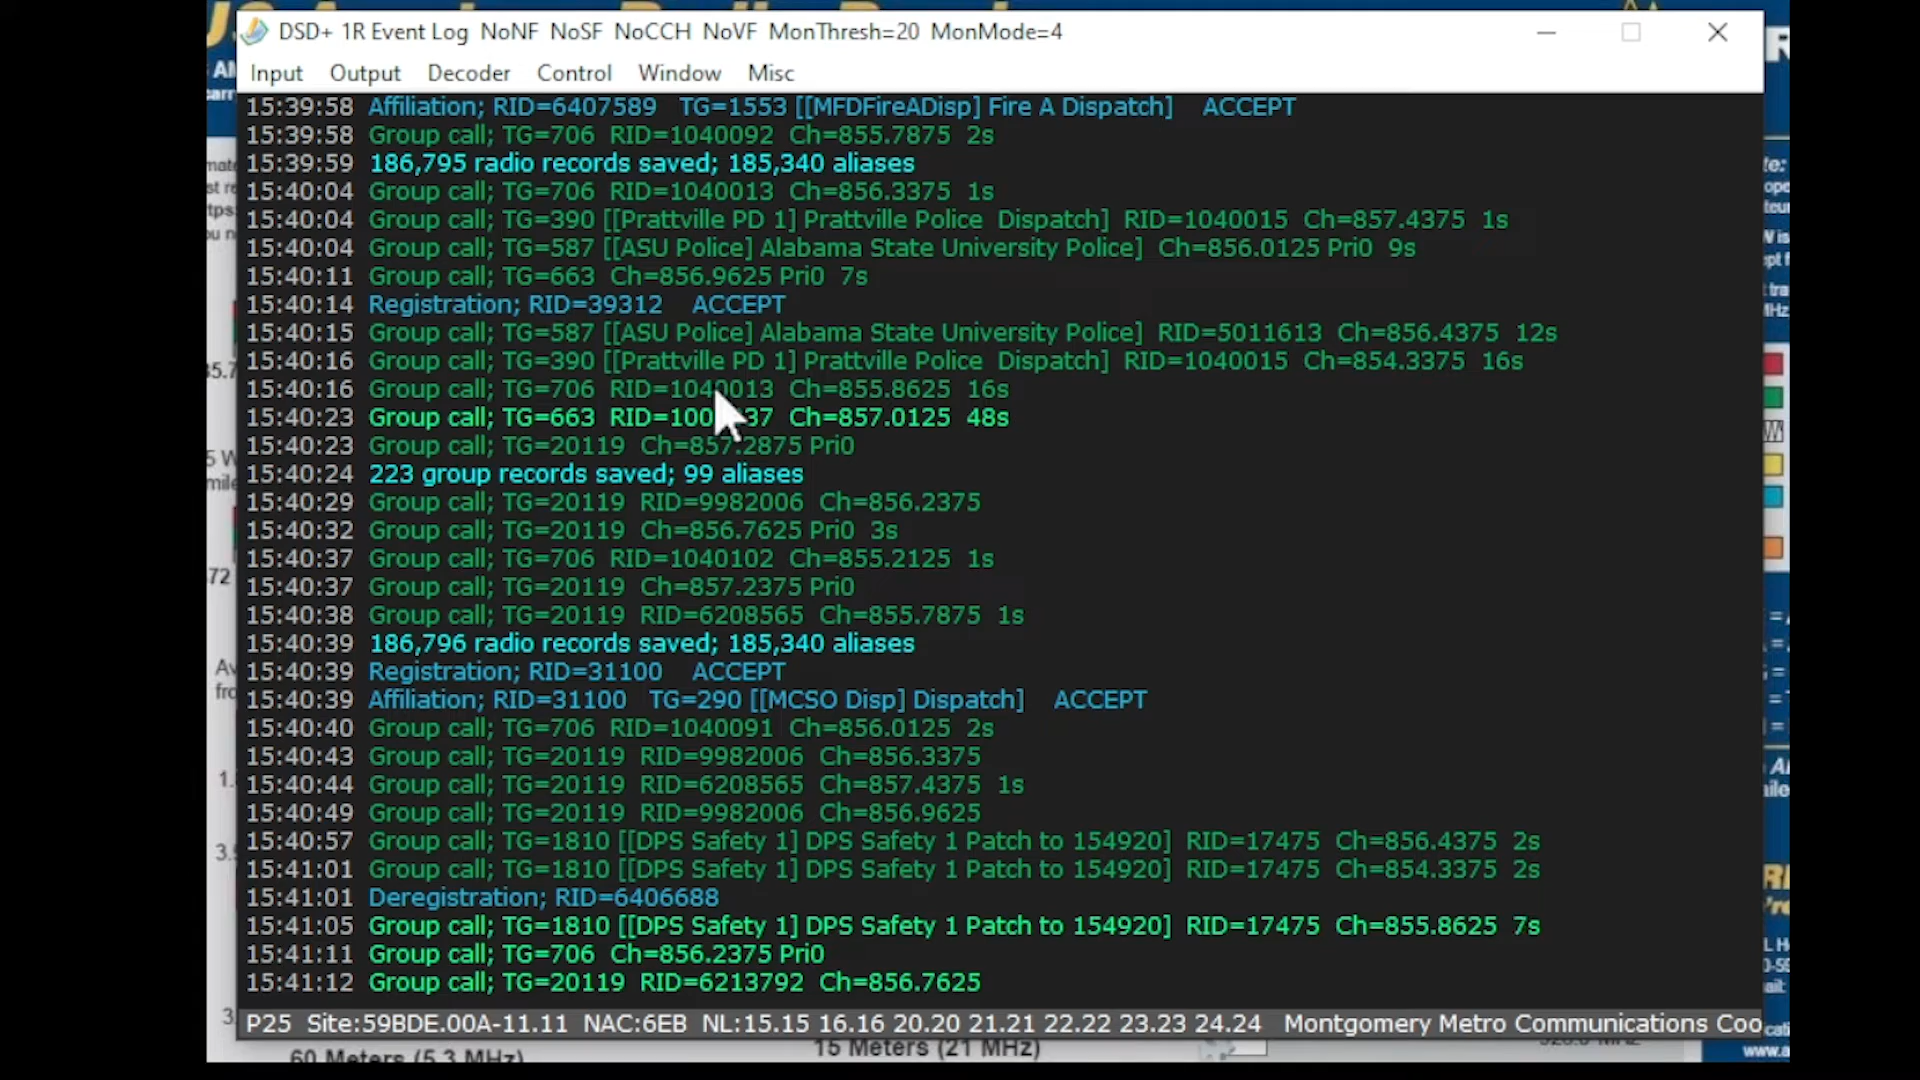 DSD+ 1R Event Log  NoNF  NoSF  NoCCH  NoVF  MonThresh=20  MonMode=4
Input Output Decoder Control Window Misc
15:39:58 Affiliation; RID=6407589 TG=1553 [[MFDFireADisp] Fire A Dispatch] ACCEPT
15:39:58 Group call; TG=706 RID=1040092 Ch=855.7875 2s
15:39:59 186,795 radio records saved; 185,340 aliases
15:40:04 Group call; TG=706 RID=1040013 Ch=856.3375 1s
15:40:04 Group call; TG=390 [[Prattville PD 1] Prattville Police Dispatch] RID=1040015 Ch=857.4375 1s
15:40:04 Group call; TG=587 [[ASU Police] Alabama State University Police] Ch=856.0125 Pri0 9s
15:40:11 Group call; TG=663 Ch=856.9625 Pri0 7s
15:40:14 Registration; RID=39312 ACCEPT
15:40:15 Group call; TG=587 [[ASU Police] Alabama State University Police] RID=5011613 Ch=856.4375 12s
15:40:16 Group call; TG=390 [[Prattville PD 1] Prattville Police Dispatch] RID=1040015 Ch=854.3375 16s
15:40:16 Group call; TG=706 RID=1040013 Ch=855.8625 16s
15:40:23 Group call; TG=663 Ch=857.0125 48s
15:40:23 Group call; TG=20119 Ch=857.2875 Pri0
15:40:24 223 group records saved; 99 aliases
15:40:29 Group call; TG=20119 RID=9982006 Ch=856.2375
15:40:32 Group call; TG=20119 Ch=856.7625 Pri0 3s
15:40:37 Group call; TG=706 RID=1040102 Ch=855.2125 1s
15:40:37 Group call; TG=20119 Ch=857.2375 Pri0
15:40:38 Group call; TG=20119 RID=6208565 Ch=855.7875 1s
15:40:39 186,796 radio records saved; 185,340 aliases
15:40:39 Registration; RID=31100 ACCEPT
15:40:39 Affiliation; RID=31100 TG=290 [[MCSO Disp] Dispatch] ACCEPT
15:40:40 Group call; TG=706 RID=1040091 Ch=856.0125 2s
15:40:43 Group call; TG=20119 RID=9982006 Ch=856.3375
15:40:44 Group call; TG=20119 RID=6208565 Ch=857.4375 1s
15:40:49 Group call; TG=20119 RID=9982006 Ch=856.9625
15:40:57 Group call; TG=1810 [[DPS Safety 1] DPS Safety 1 Patch to 154920] RID=17475 Ch=856.4375 2s
15:41:01 Group call; TG=1810 [[DPS Safety 1] DPS Safety 1 Patch to 154920] RID=17475 Ch=854.3375 2s
15:41:01 Deregistration; RID=6406688
15:41:05 Group call; TG=1810 [[DPS Safety 1] DPS Safety 1 Patch to 154920] RID=17475 Ch=855.8625 7s
15:41:11 Group call; TG=706 Ch=856.2375 Pri0
15:41:12 Group call; TG=20119 RID=6213792 Ch=856.7625
P25 Site:59BDE.00A-11.11 NAC:6EB NL:15.15 16.16 20.20 21.21 22.22 23.23 24.24 Montgomery Metro Communications Coo
60 Meters (5.3 MHz)
15 Meters (21 MHz)